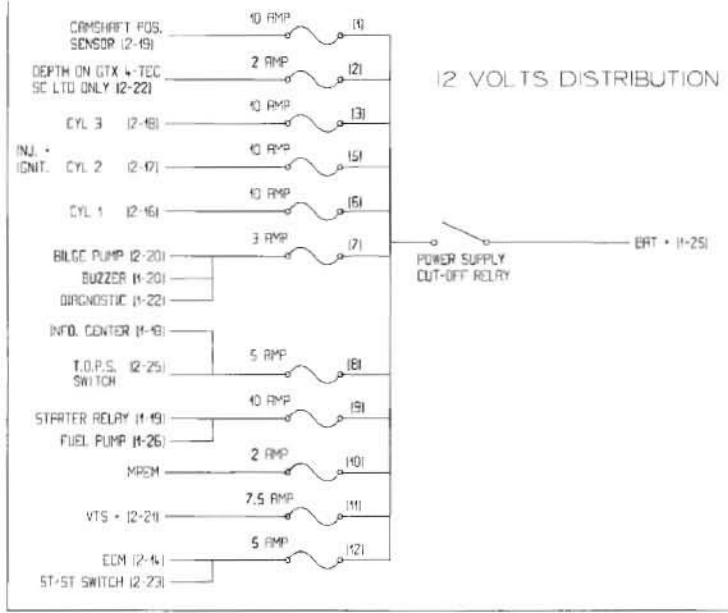 10 AMP
(1)
CAMSHAFT POS.
SENSOR (2-19)
2 AMP
(2)
DEPTH ON GTX 4-TEC
SC LTD ONLY (2-22)
12 VOLTS DISTRIBUTION
10 AMP
(3)
CYL 3 (2-18)
INJ. +
IGNIT.
10 AMP
(5)
CYL 2 (2-17)
10 AMP
(6)
CYL 1 (2-16)
3 AMP
(7)
BILGE PUMP (2-20)
BUZZER (1-20)
DIAGNOSTIC (1-22)
POWER SUPPLY
CUT-OFF RELAY
BAT + (1-25)
INFO. CENTER (1-18)
5 AMP
(8)
T.O.P.S. (2-25)
SWITCH
10 AMP
(9)
STARTER RELAY (1-19)
FUEL PUMP (1-26)
2 AMP
(10)
MPEM
7.5 AMP
(11)
VTS + (2-21)
5 AMP
(12)
ECM (2-14)
ST/ST SWITCH (2-23)